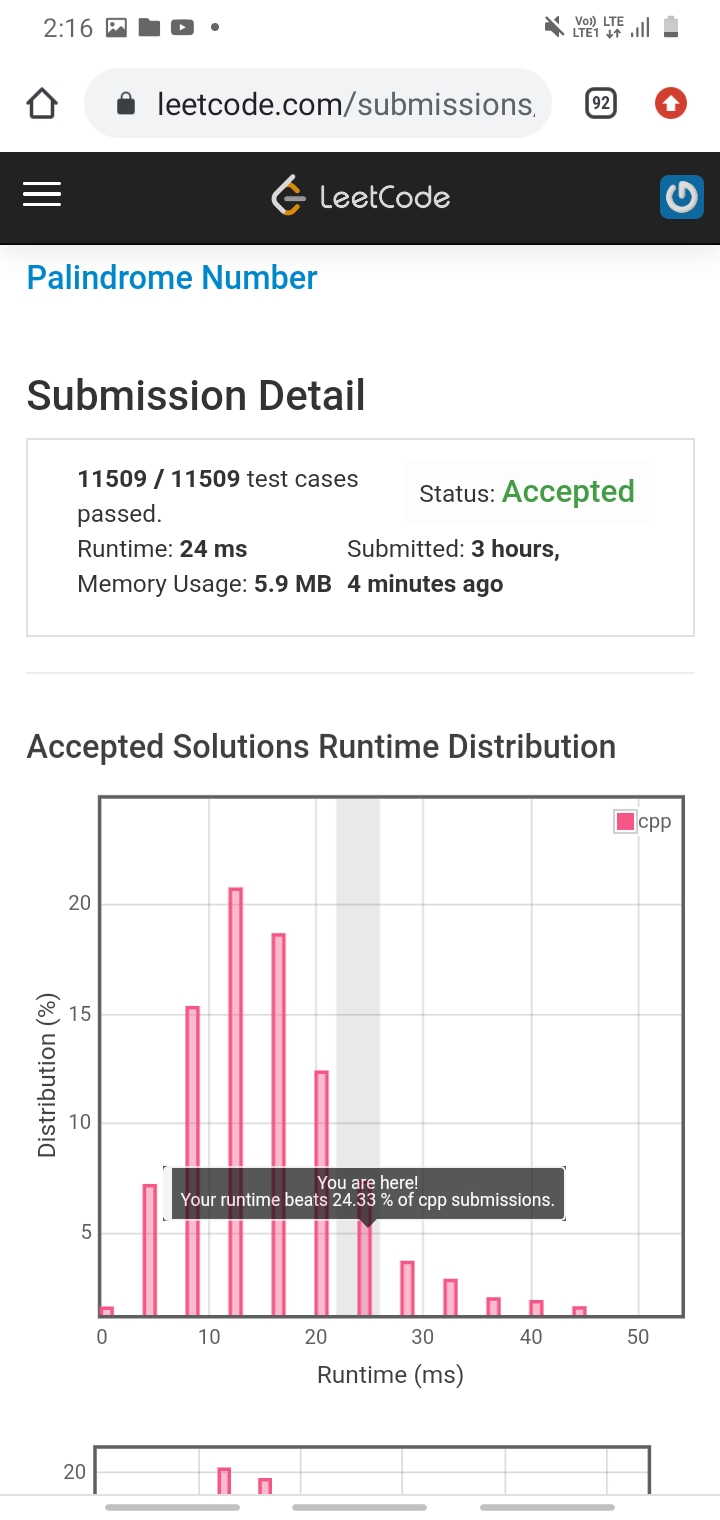 2:16
Vo)) LTE
LTE1
leetcode.com/submissions
92
LeetCode
Palindrome Number
Submission Detail
11509 / 11509 test cases
passed.
Status: Accepted
Runtime: 24 ms
Submitted: 3 hours,
Memory Usage: 5.9 MB
4 minutes ago
Accepted Solutions Runtime Distribution
cpp
20
15
10
5
Distribution (%)
You are here!
Your runtime beats 24.33 % of cpp submissions.
0 10 20 30 40 50
Runtime (ms)
20